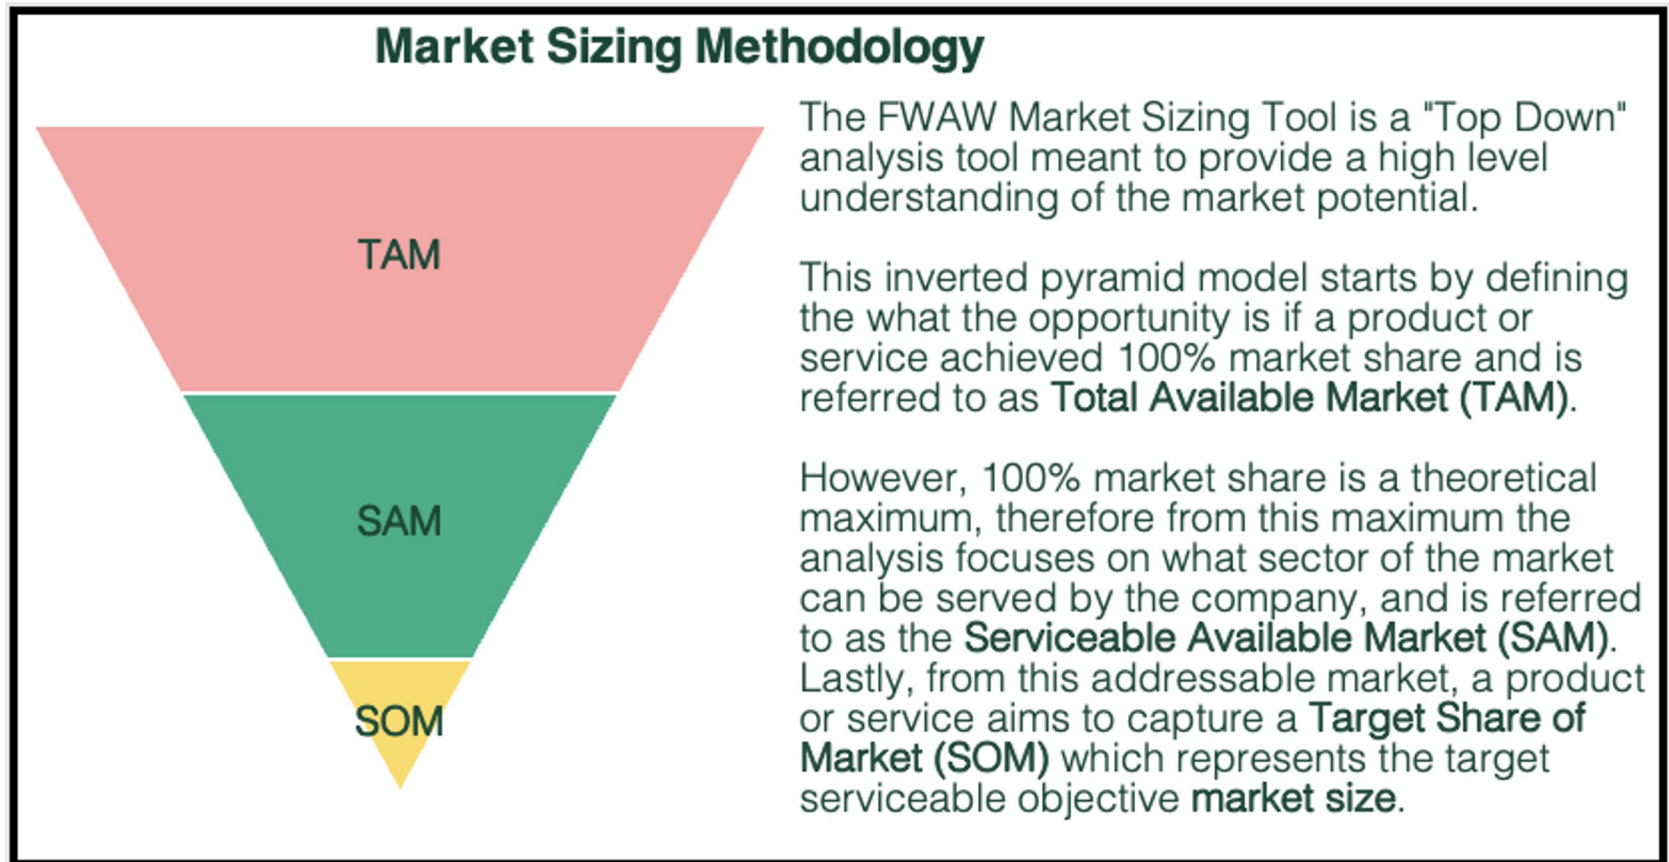 Market Sizing Methodology
TAM
SAM
SOM
The FWAW Market Sizing Tool is a "Top Down"
analysis tool meant to provide a high level
understanding of the market potential.
This inverted pyramid model starts by defining
the what the opportunity is if a product or
service achieved 100% market share and is
referred to as Total Available Market (TAM).
However, 100% market share is a theoretical
maximum, therefore from this maximum the
analysis focuses on what sector of the market
can be served by the company, and is referred
to as the Serviceable Available Market (SAM).
Lastly, from this addressable market, a product
or service aims to capture a Target Share of
Market (SOM) which represents the target
serviceable objective market size.